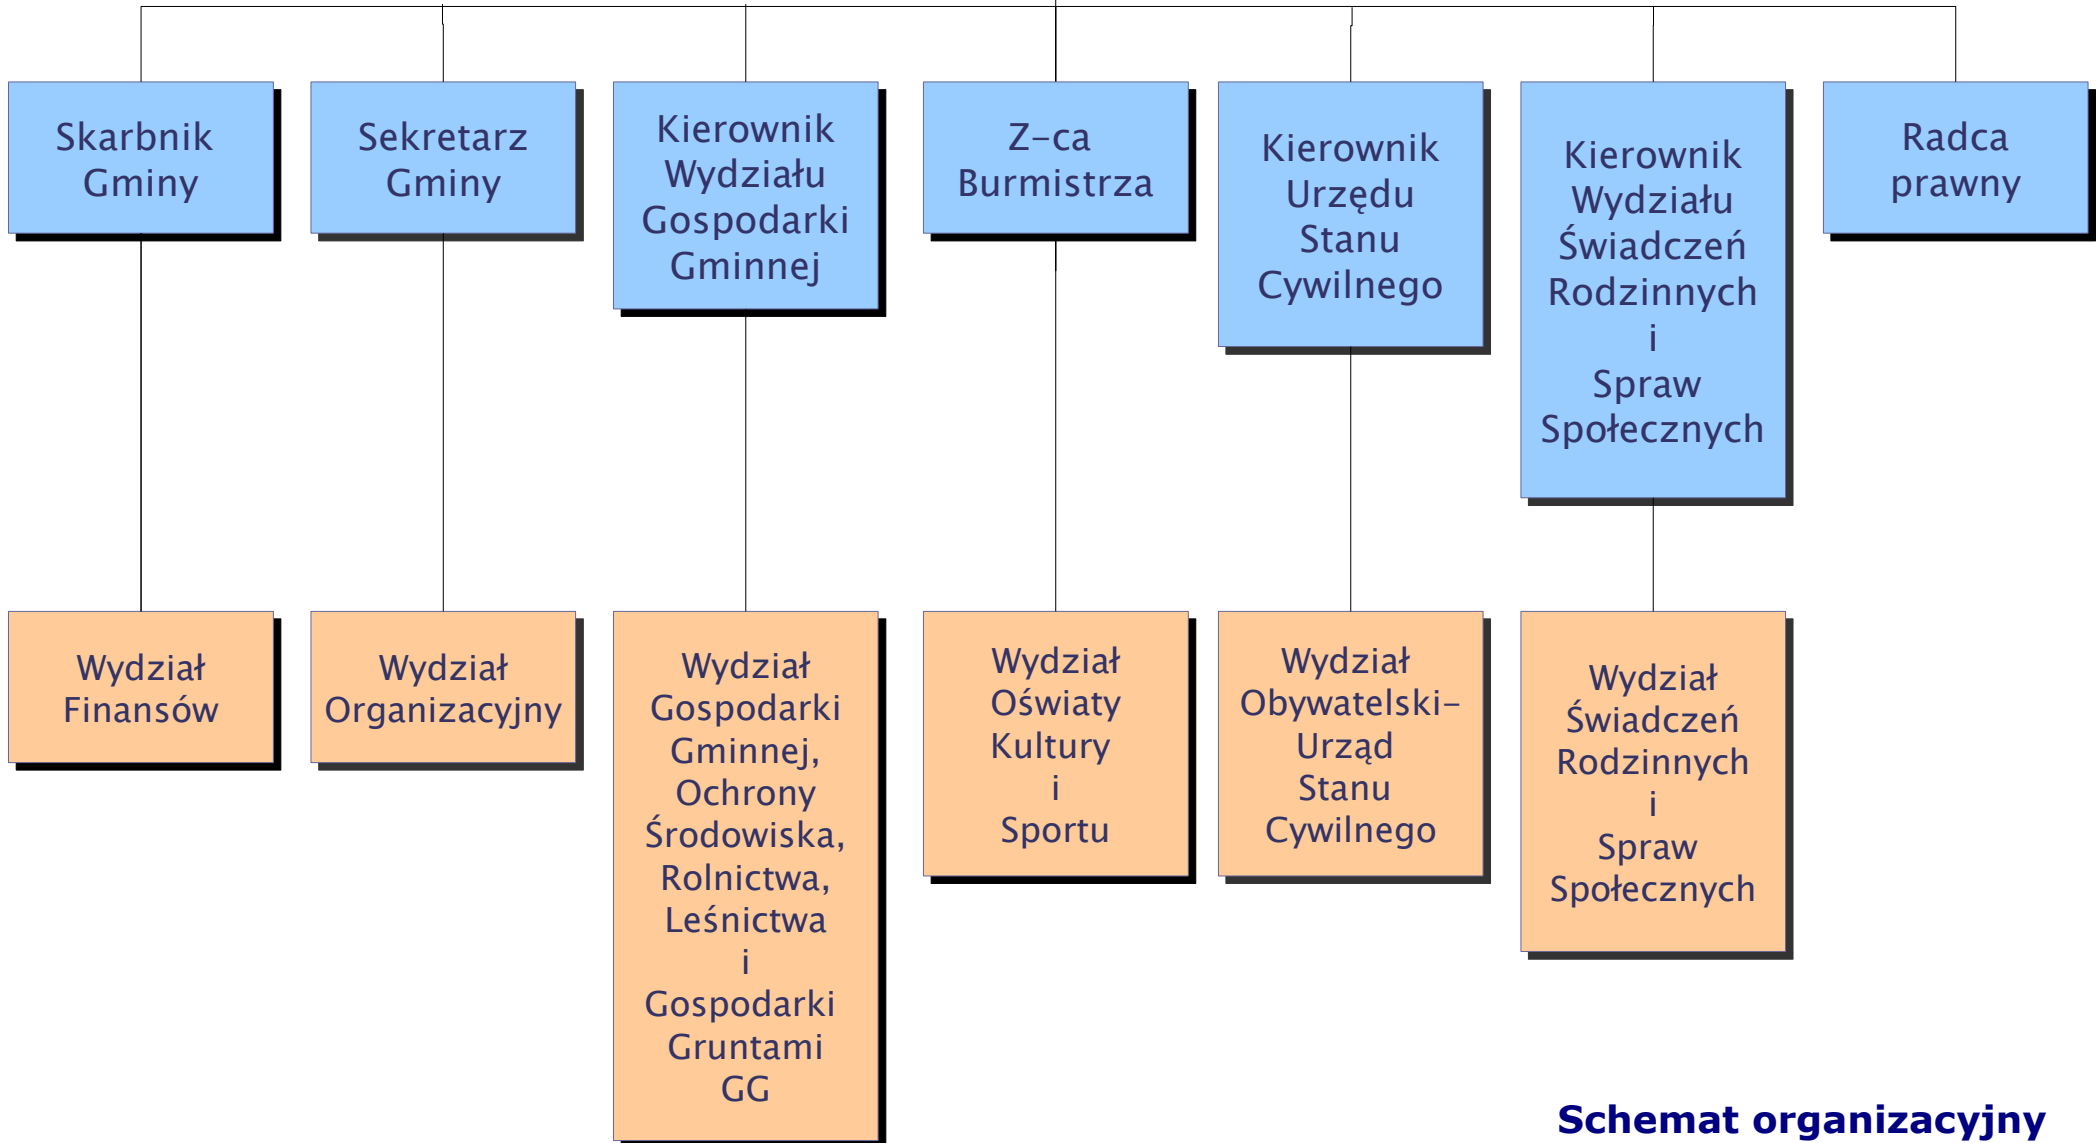 Skarbnik
Gminy
Sekretarz
Gminy
Kierownik
Wydziału
Gospodarki
Gminnej
Z-ca
Burmistrza
Kierownik
Urzędu
Stanu
Cywilnego
Kierownik
Wydziału
Świadczeń
Rodzinnych
i
Spraw
Społecznych
Radca
prawny
Wydział
Finansów
Wydział
Organizacyjny
Wydział
Gospodarki
Gminnej,
Ochrony
Środowiska,
Rolnictwa,
Leśnictwa
i
Gospodarki
Gruntami
GG
Wydział
Oświaty
Kultury
i
Sportu
Wydział
Obywatelski-
Urząd
Stanu
Cywilnego
Wydział
Świadczeń
Rodzinnych
i
Spraw
Społecznych
Schemat organizacyjny